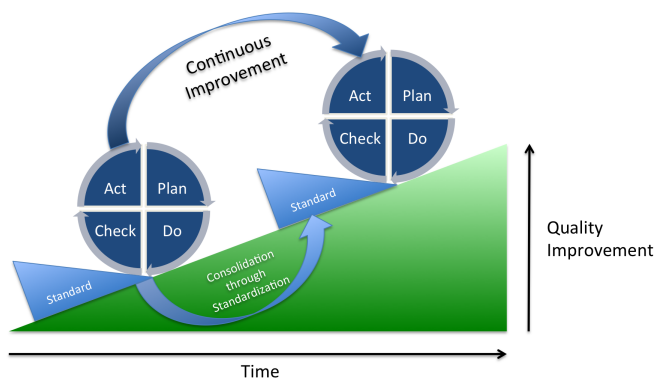 Continuous
Improvement
Act
Plan
Check
Do
Act
Plan
Check
Do
Standard
Standard
Consolidation
through
Standardization
Quality
Improvement
Time